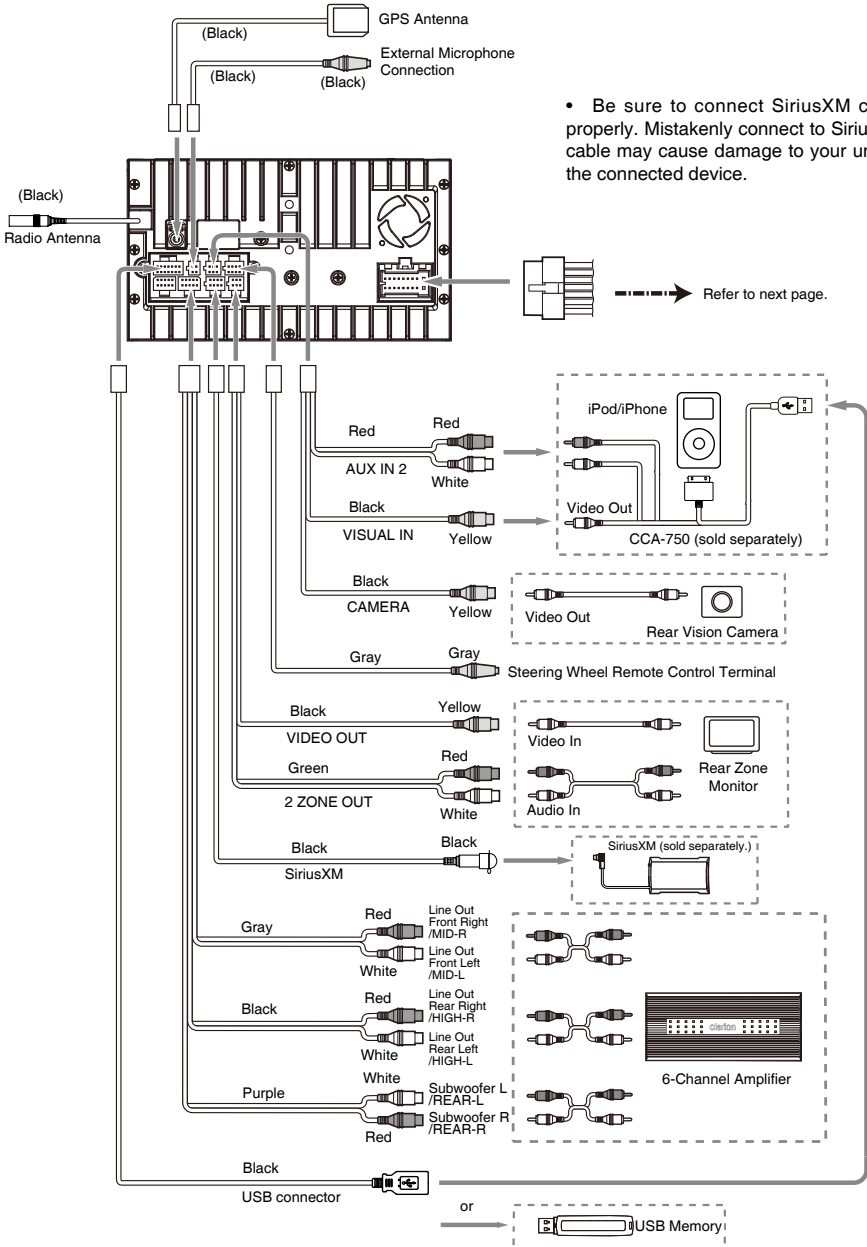 GPS Antenna
(Black)
External Microphone
Connection
(Black)
(Black)
• Be sure to connect SiriusXM c
properly. Mistakenly connect to Siriu
cable may cause damage to your u
the connected device.
(Black)
Radio Antenna
Refer to next page.
iPod/iPhone
Red
Red
AUX IN 2
White
Black
Video Out
VISUAL IN
Yellow
CCA-750 (sold separately)
Black
CAMERA
Yellow
Video Out
Rear Vision Camera
Gray
Gray
Steering Wheel Remote Control Terminal
Black
Yellow
VIDEO OUT
Video In
Green
Red
Rear Zone
Monitor
2 ZONE OUT
White
Audio In
Black
Black
SiriusXM
SiriusXM (sold separately.)
Gray
Red
Line Out
Front Right
/MID-R
White
Line Out
Front Left
/MID-L
Black
Red
Line Out
Rear Right
/HIGH-R
White
Line Out
Rear Left
/HIGH-L
clarion
6-Channel Amplifier
Purple
White
Subwoofer L
/REAR-L
Subwoofer R
/REAR-R
Red
Black
USB connector
or
USB Memory